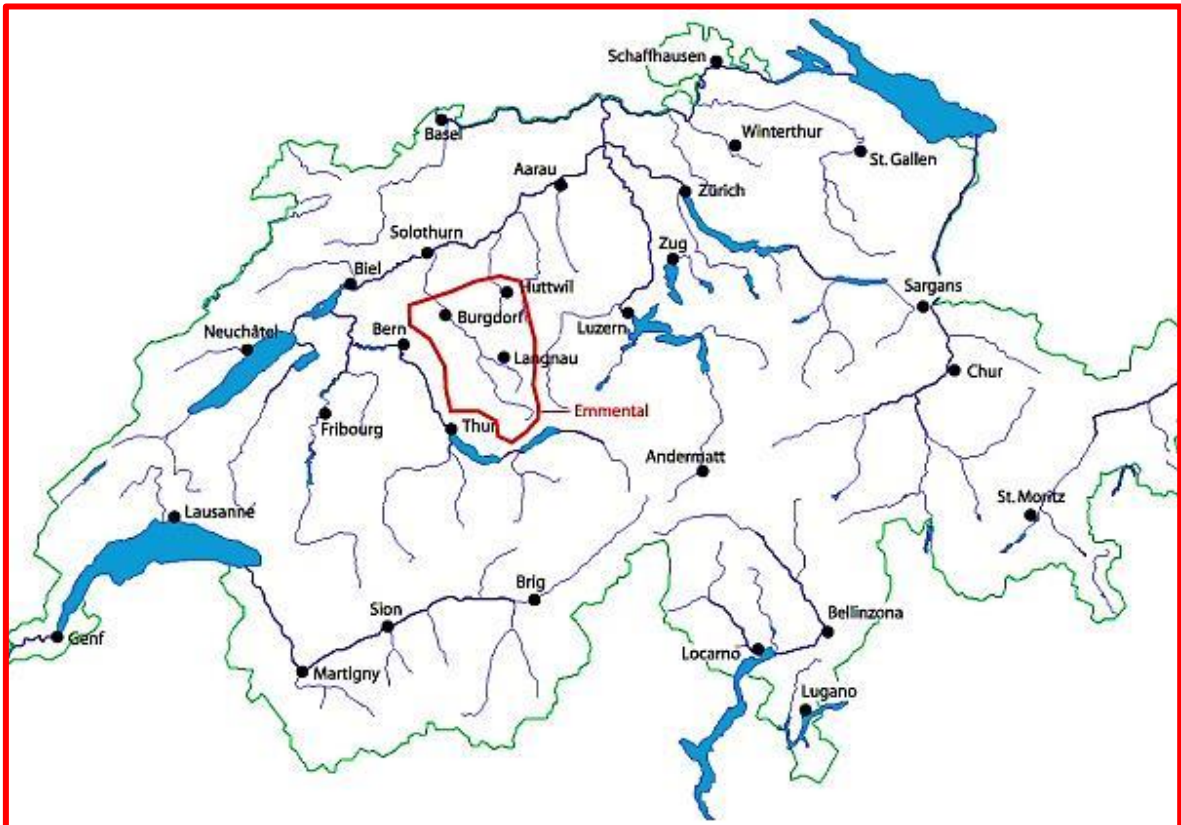 Schaffhausen
Basel
Winterthur
St. Gallen
Aarau
Zürich
Solothurn
Zug
Biel
Huttwil
Sargans
Burgdorf
Luzern
Neuchâtel
Bern
Langnau
Chur
Emmental
Fribourg
Thun
Andermatt
St. Moritz
Lausanne
Brig
Sion
Bellinzona
Genf
Locarno
Martigny
Lugano